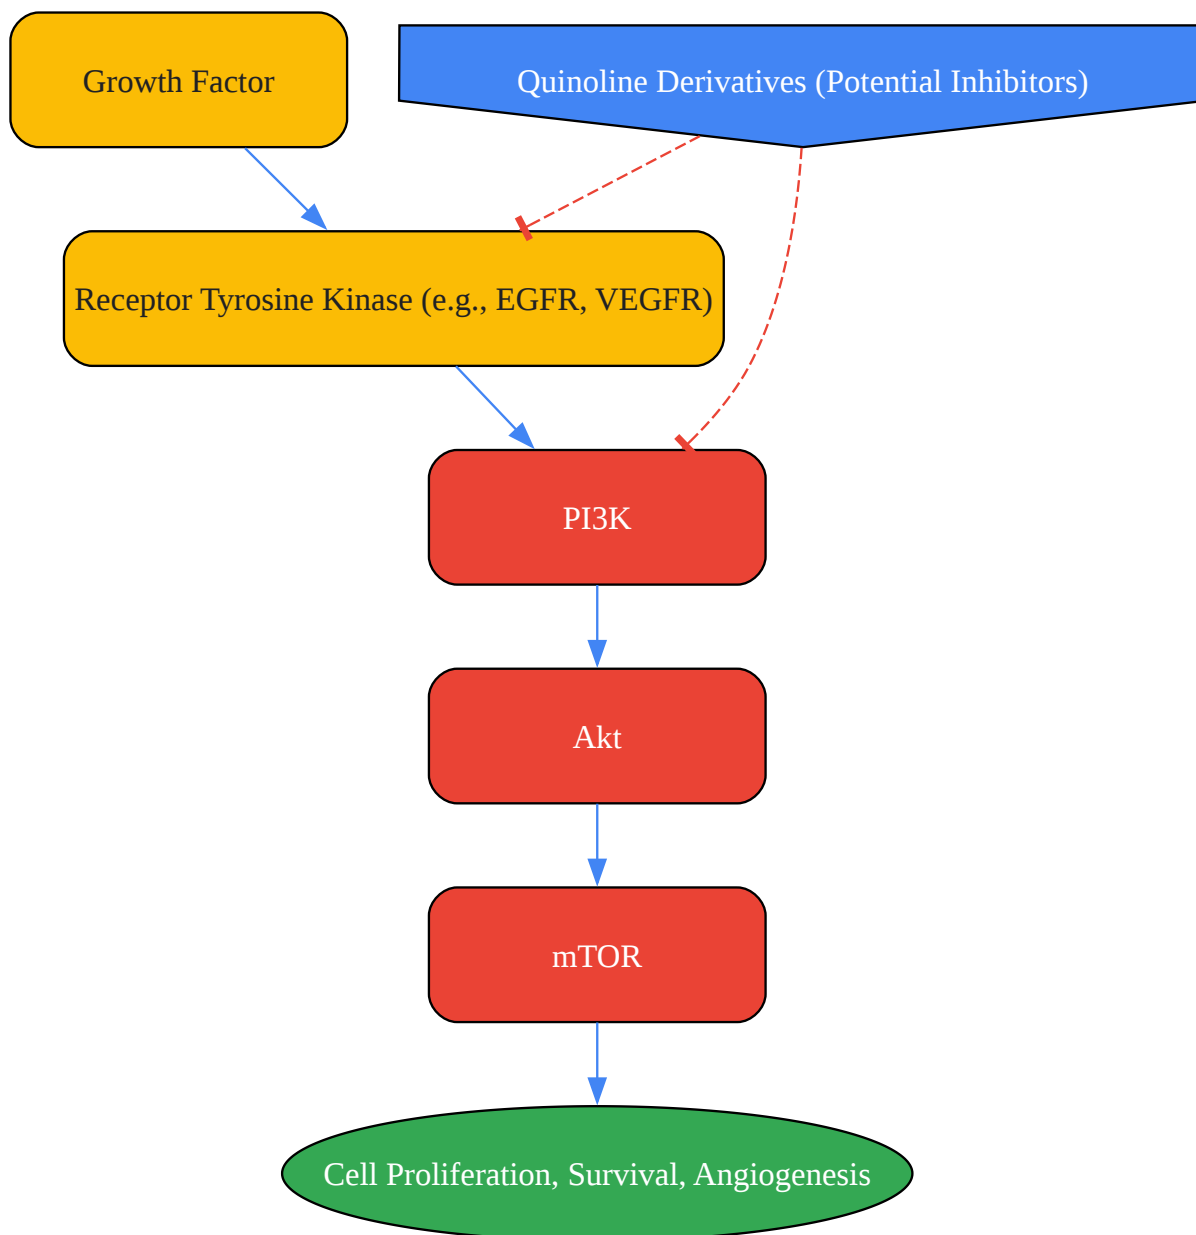 Growth Factor
Quinoline Derivatives (Potential Inhibitors)
Receptor Tyrosine Kinase (e.g., EGFR, VEGFR)
PI3K
Akt
mTOR
Cell Proliferation, Survival, Angiogenesis